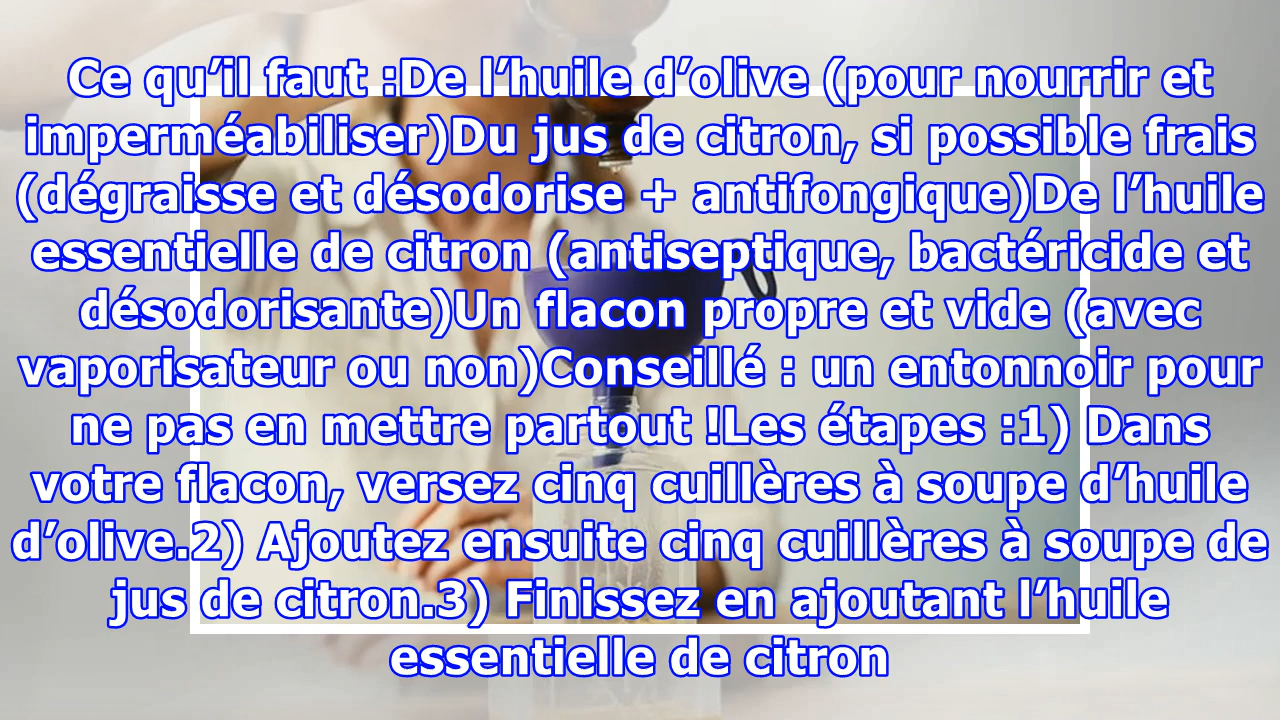 Ce qu’il faut :De l’huile d’olive (pour nourrir et
imperméabiliser)Du jus de citron, si possible frais
(dégraisse et désodorise + antifongique)De l’huile
essentielle de citron (antiseptique, bactéricide et
désodorisante)Un flacon propre et vide (avec
vaporisateur ou non)Conseillé : un entonnoir pour
ne pas en mettre partout !Les étapes :1) Dans
votre flacon, versez cinq cuillères à soupe d’huile
d’olive.2) Ajoutez ensuite cinq cuillères à soupe de
jus de citron.3) Finissez en ajoutant l’huile
essentielle de citron